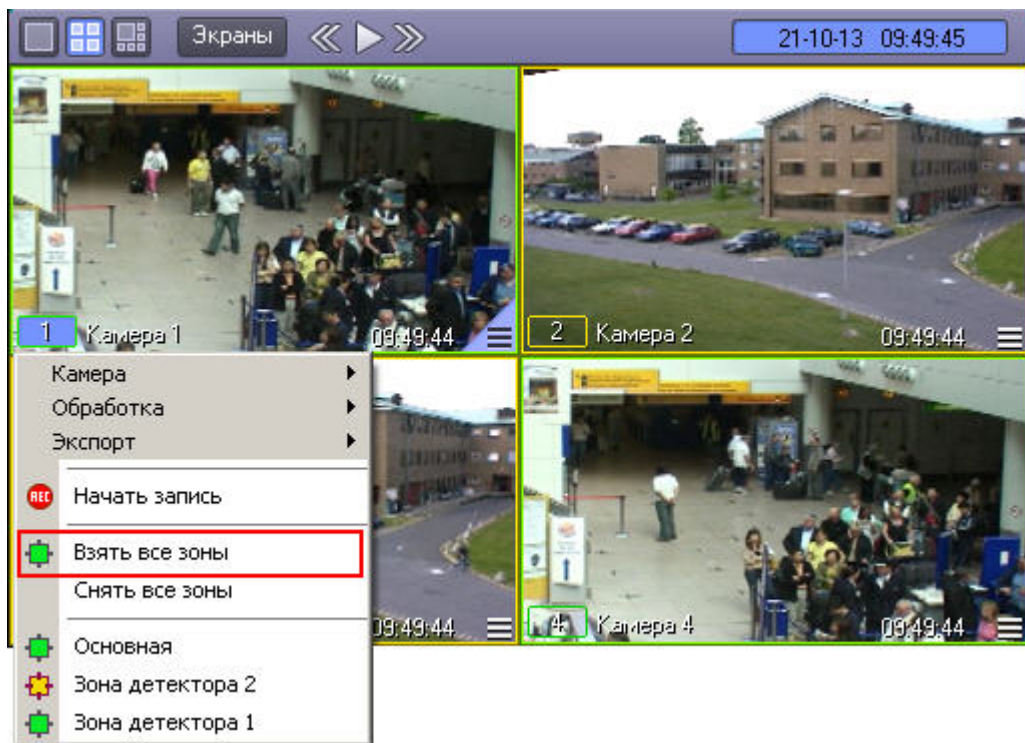 Экраны
21-10-13 09:49:45
1 Камера 1 09:49:44
2 Камера 2 09:49:44
Камера
Обработка
Экспорт
REC Начать запись
Взять все зоны
Снять все зоны
Основная
Зона детектора 2
Зона детектора 1
09:49:44
4 Камера 4 09:49:44